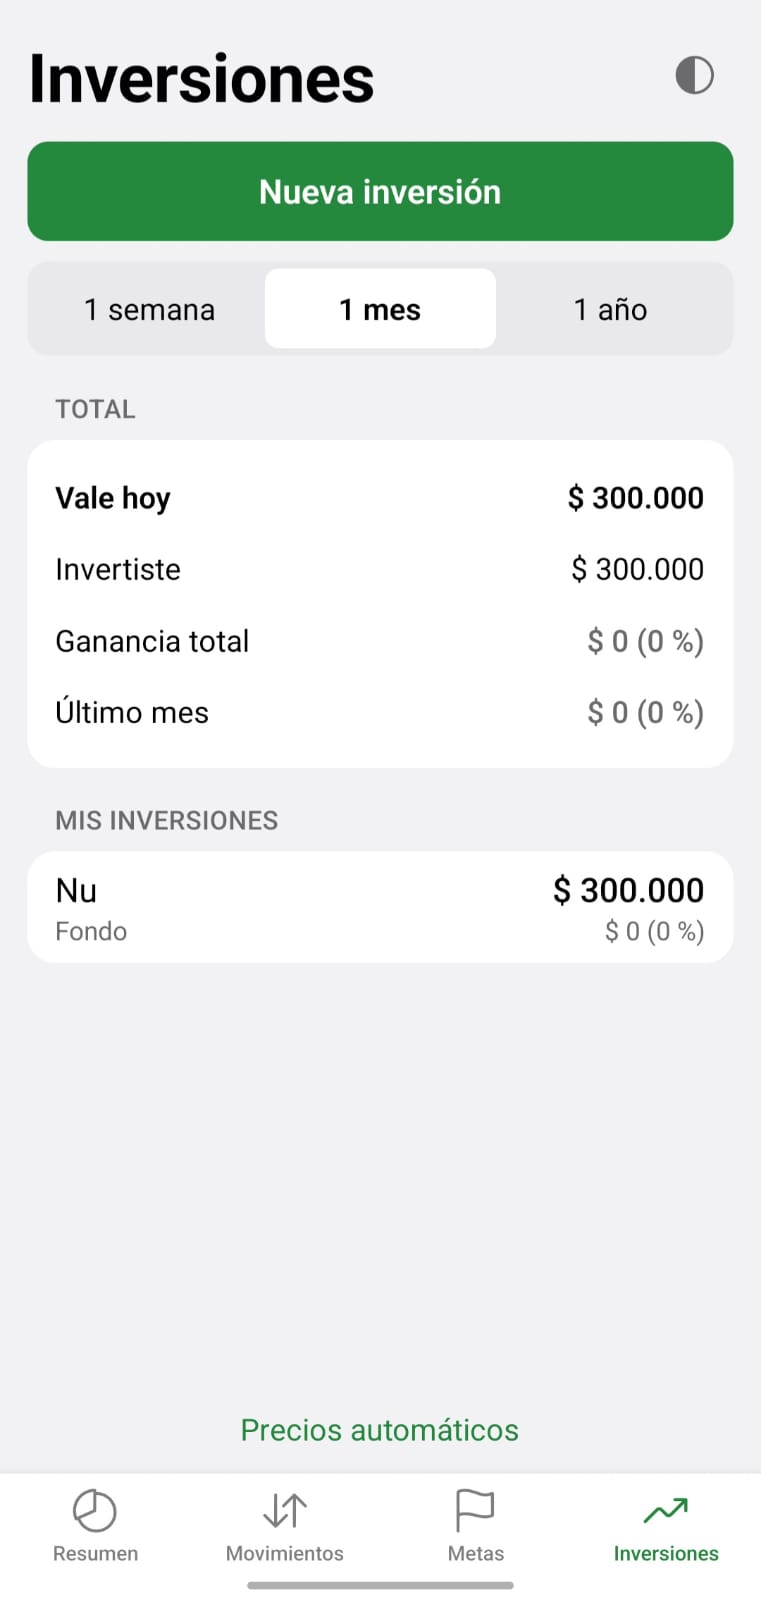 Inversiones
Nueva inversión
1 semana 1 mes 1 año
TOTAL
Vale hoy $ 300.000
Invertiste $ 300.000
Ganancia total $ 0 (0 %)
Último mes $ 0 (0 %)
MIS INVERSIONES
Nu $ 300.000
Fondo $ 0 (0 %)
Precios automáticos
Resumen Movimientos Metas Inversiones